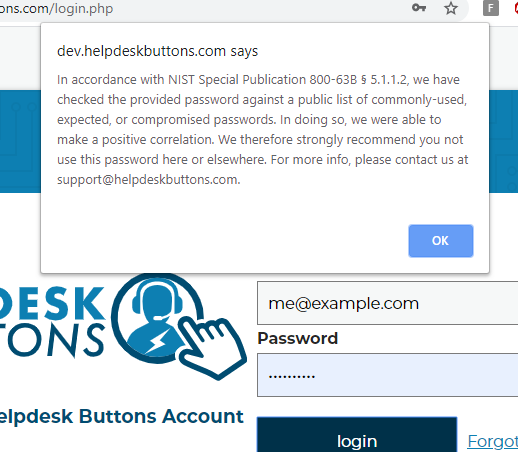 ons.com/login.php
F
dev.helpdeskbuttons.com says
In accordance with NIST Special Publication 800-63B § 5.1.1.2, we have
checked the provided password against a public list of commonly-used,
expected, or compromised passwords. In doing so, we were able to
make a positive correlation. We therefore strongly recommend you not
use this password here or elsewhere. For more info, please contact us at
support@helpdeskbuttons.com.
OK
DESK
TONS
me@example.com
Password
..........
elpdesk Buttons Account
login
Forgot